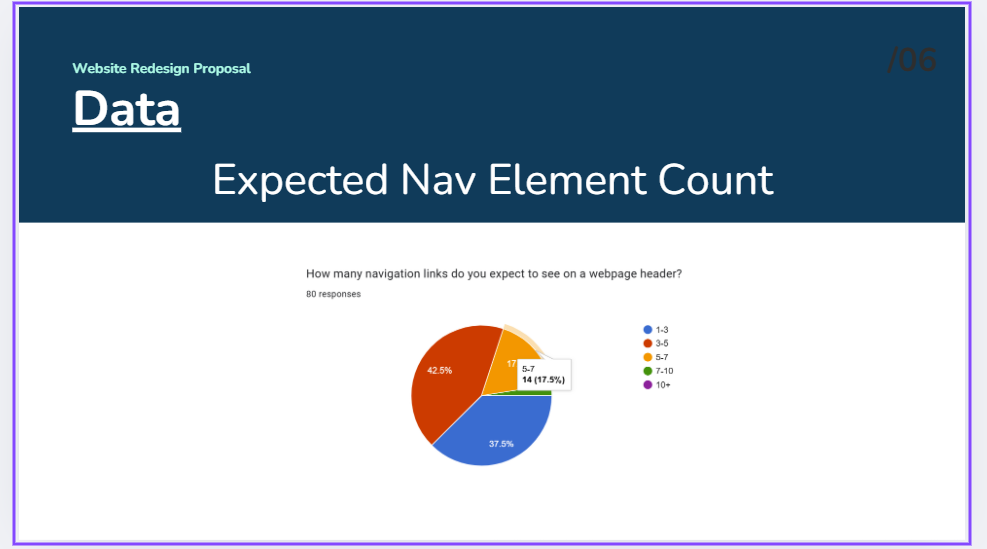 Website Redesign Proposal
/06
Data
Expected Nav Element Count
How many navigation links do you expect to see on a webpage header?
80 responses
1-3
3-5
5-7
7-10
10+
42.5%
17
5-7
14 (17.5%)
37.5%